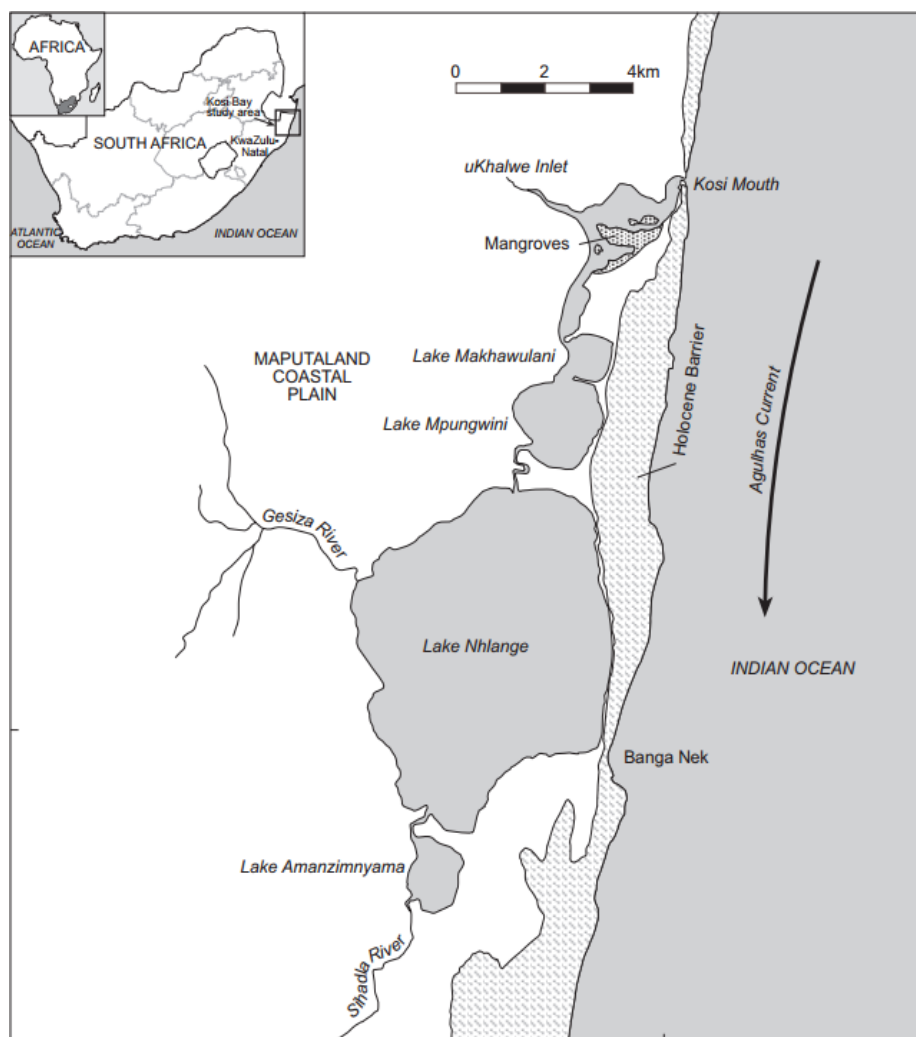 AFRICA
Kosi Bay
study area
SOUTH AFRICA
KwaZulu-
Natal
ATLANTIC
OCEAN
INDIAN OCEAN
0 2 4km
uKhalwe Inlet
Kosi Mouth
Mangroves
Lake Makhawulani
MAPUTALAND
COASTAL
PLAIN
Lake Mpungwini
Holocene Barrier
Agulhas Current
Gesiza River
Lake Nhlange
INDIAN OCEAN
Banga Nek
Lake Amanzimnyama
Sihadla River